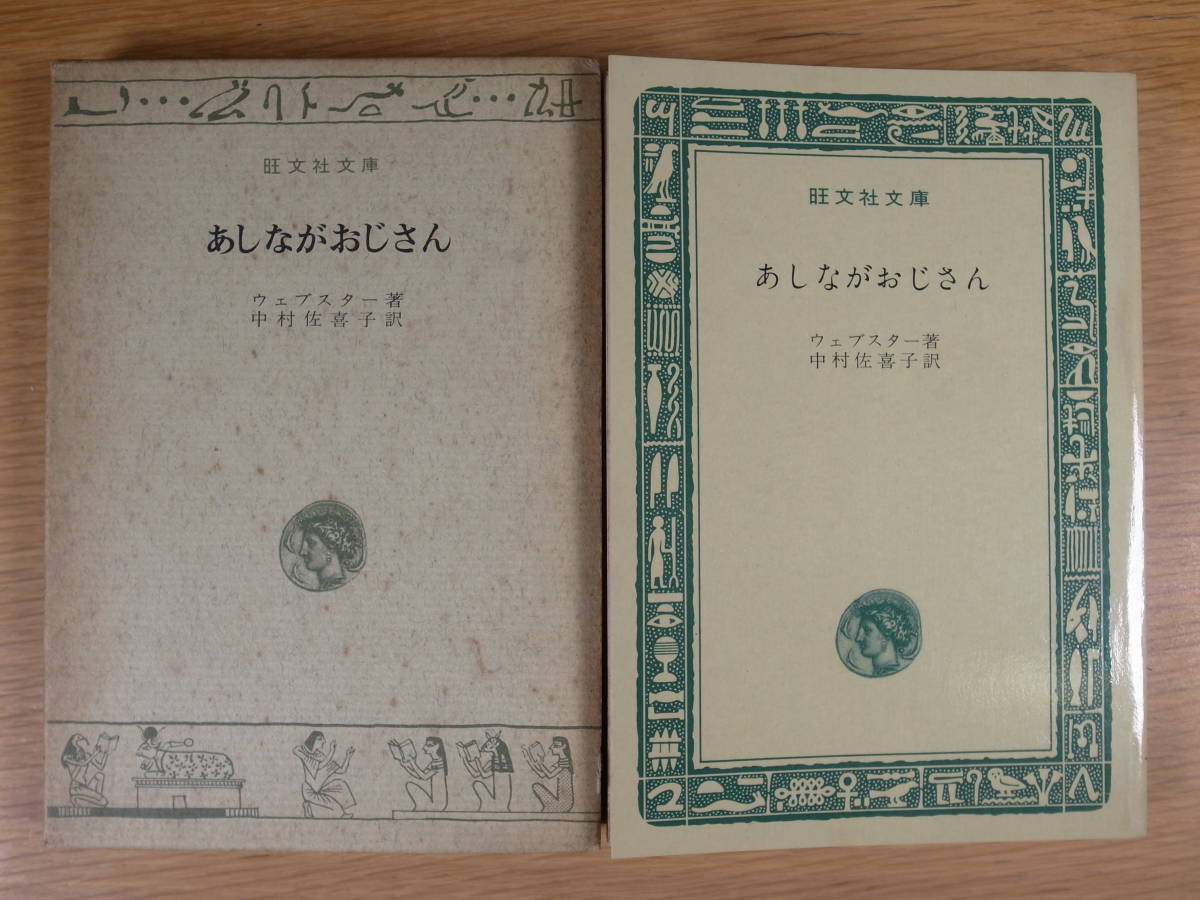 旺文社文庫
あしながおじさん
ウェブスター著
中村佐喜子訳
旺文社文庫
あしながおじさん
ウェブスター著
中村佐喜子訳